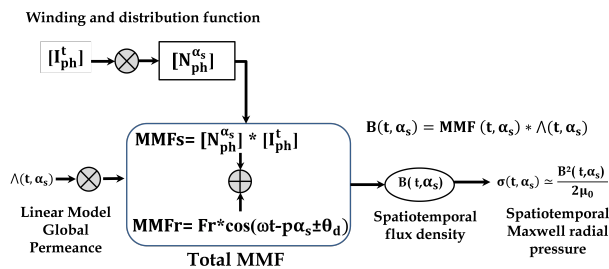 Winding and distribution function
[I_ph^t]
[N_ph^αs]
MMFs= [N_ph^αs] * [I_ph^t]
B(t,αs) = MMF (t,αs) * Λ(t,αs)
Λ(t,αs)
B( t,αs)
σ(t,αs) ≃ B²( t,αs) / 2μ₀
Linear Model
Global
Permeance
MMFr= Fr*cos(ωt-pαs±θd)
Spatiotemporal
flux density
Spatiotemporal
Maxwell radial
pressure
Total MMF